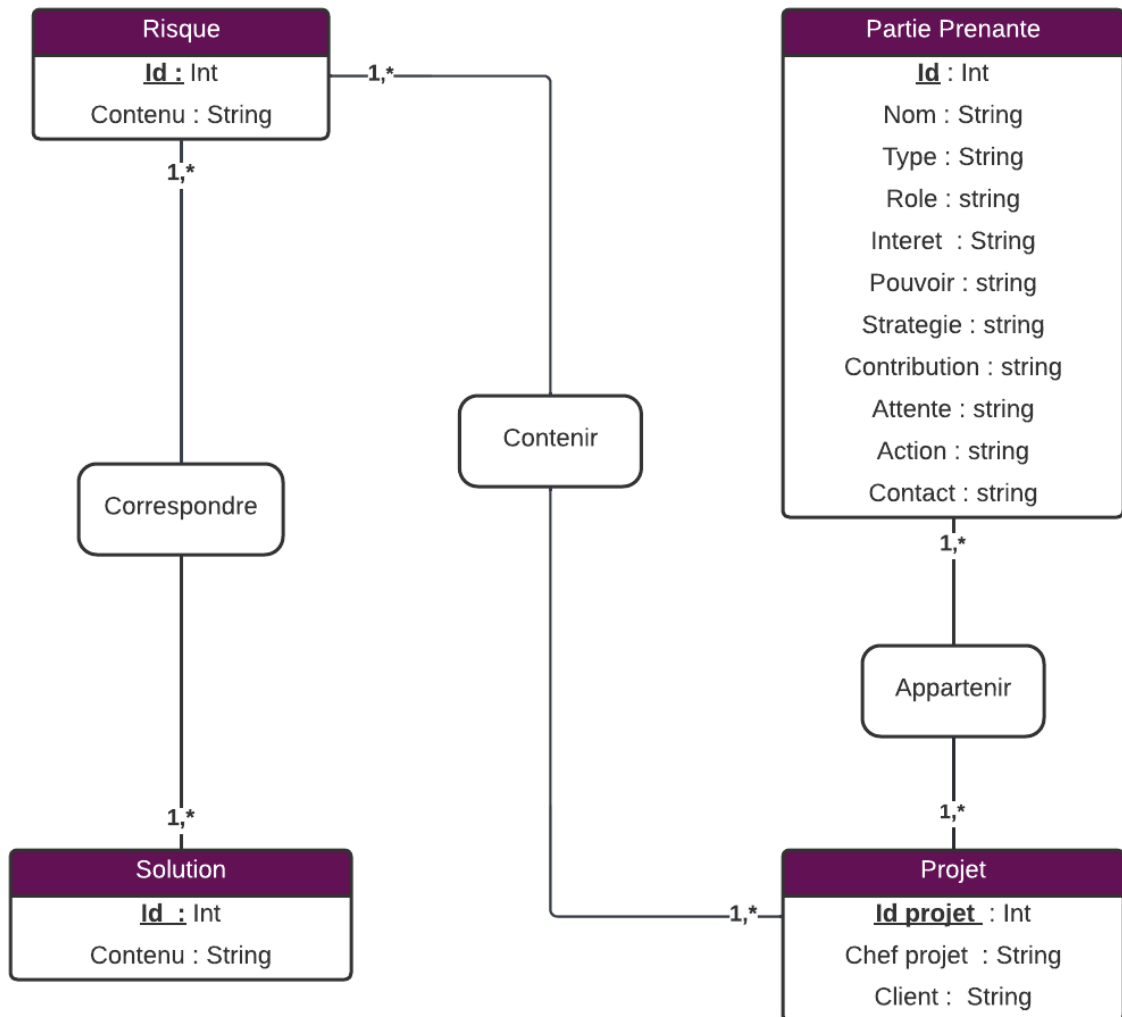 Risque
Id : Int
Contenu : String
1,*
1,*
Correspondre
1,*
Solution
Id : Int
Contenu : String
Contenir
1,*
Partie Prenante
Id : Int
Nom : String
Type : String
Role : string
Interet : String
Pouvoir : string
Strategie : string
Contribution : string
Attente : string
Action : string
Contact : string
1,*
Appartenir
1,*
Projet
Id projet : Int
Chef projet : String
Client : String